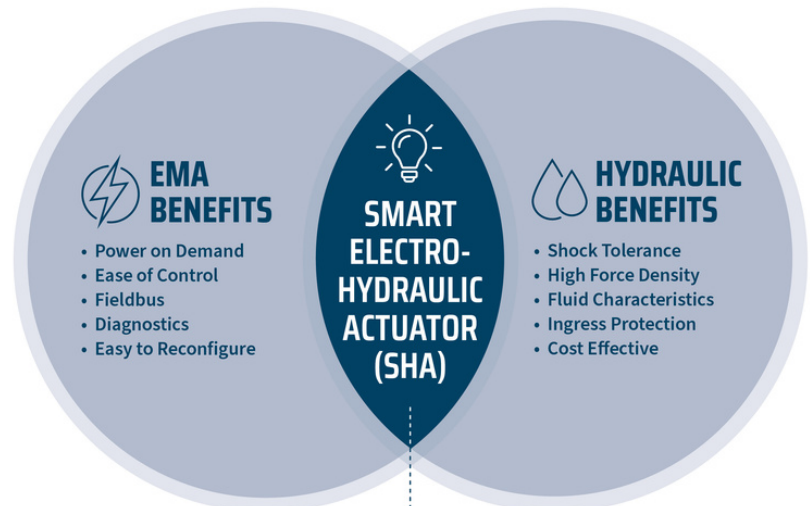 EMA
BENEFITS
• Power on Demand
• Ease of Control
• Fieldbus
• Diagnostics
• Easy to Reconfigure
SMART
ELECTRO-
HYDRAULIC
ACTUATOR
(SHA)
HYDRAULIC
BENEFITS
• Shock Tolerance
• High Force Density
• Fluid Characteristics
• Ingress Protection
• Cost Effective